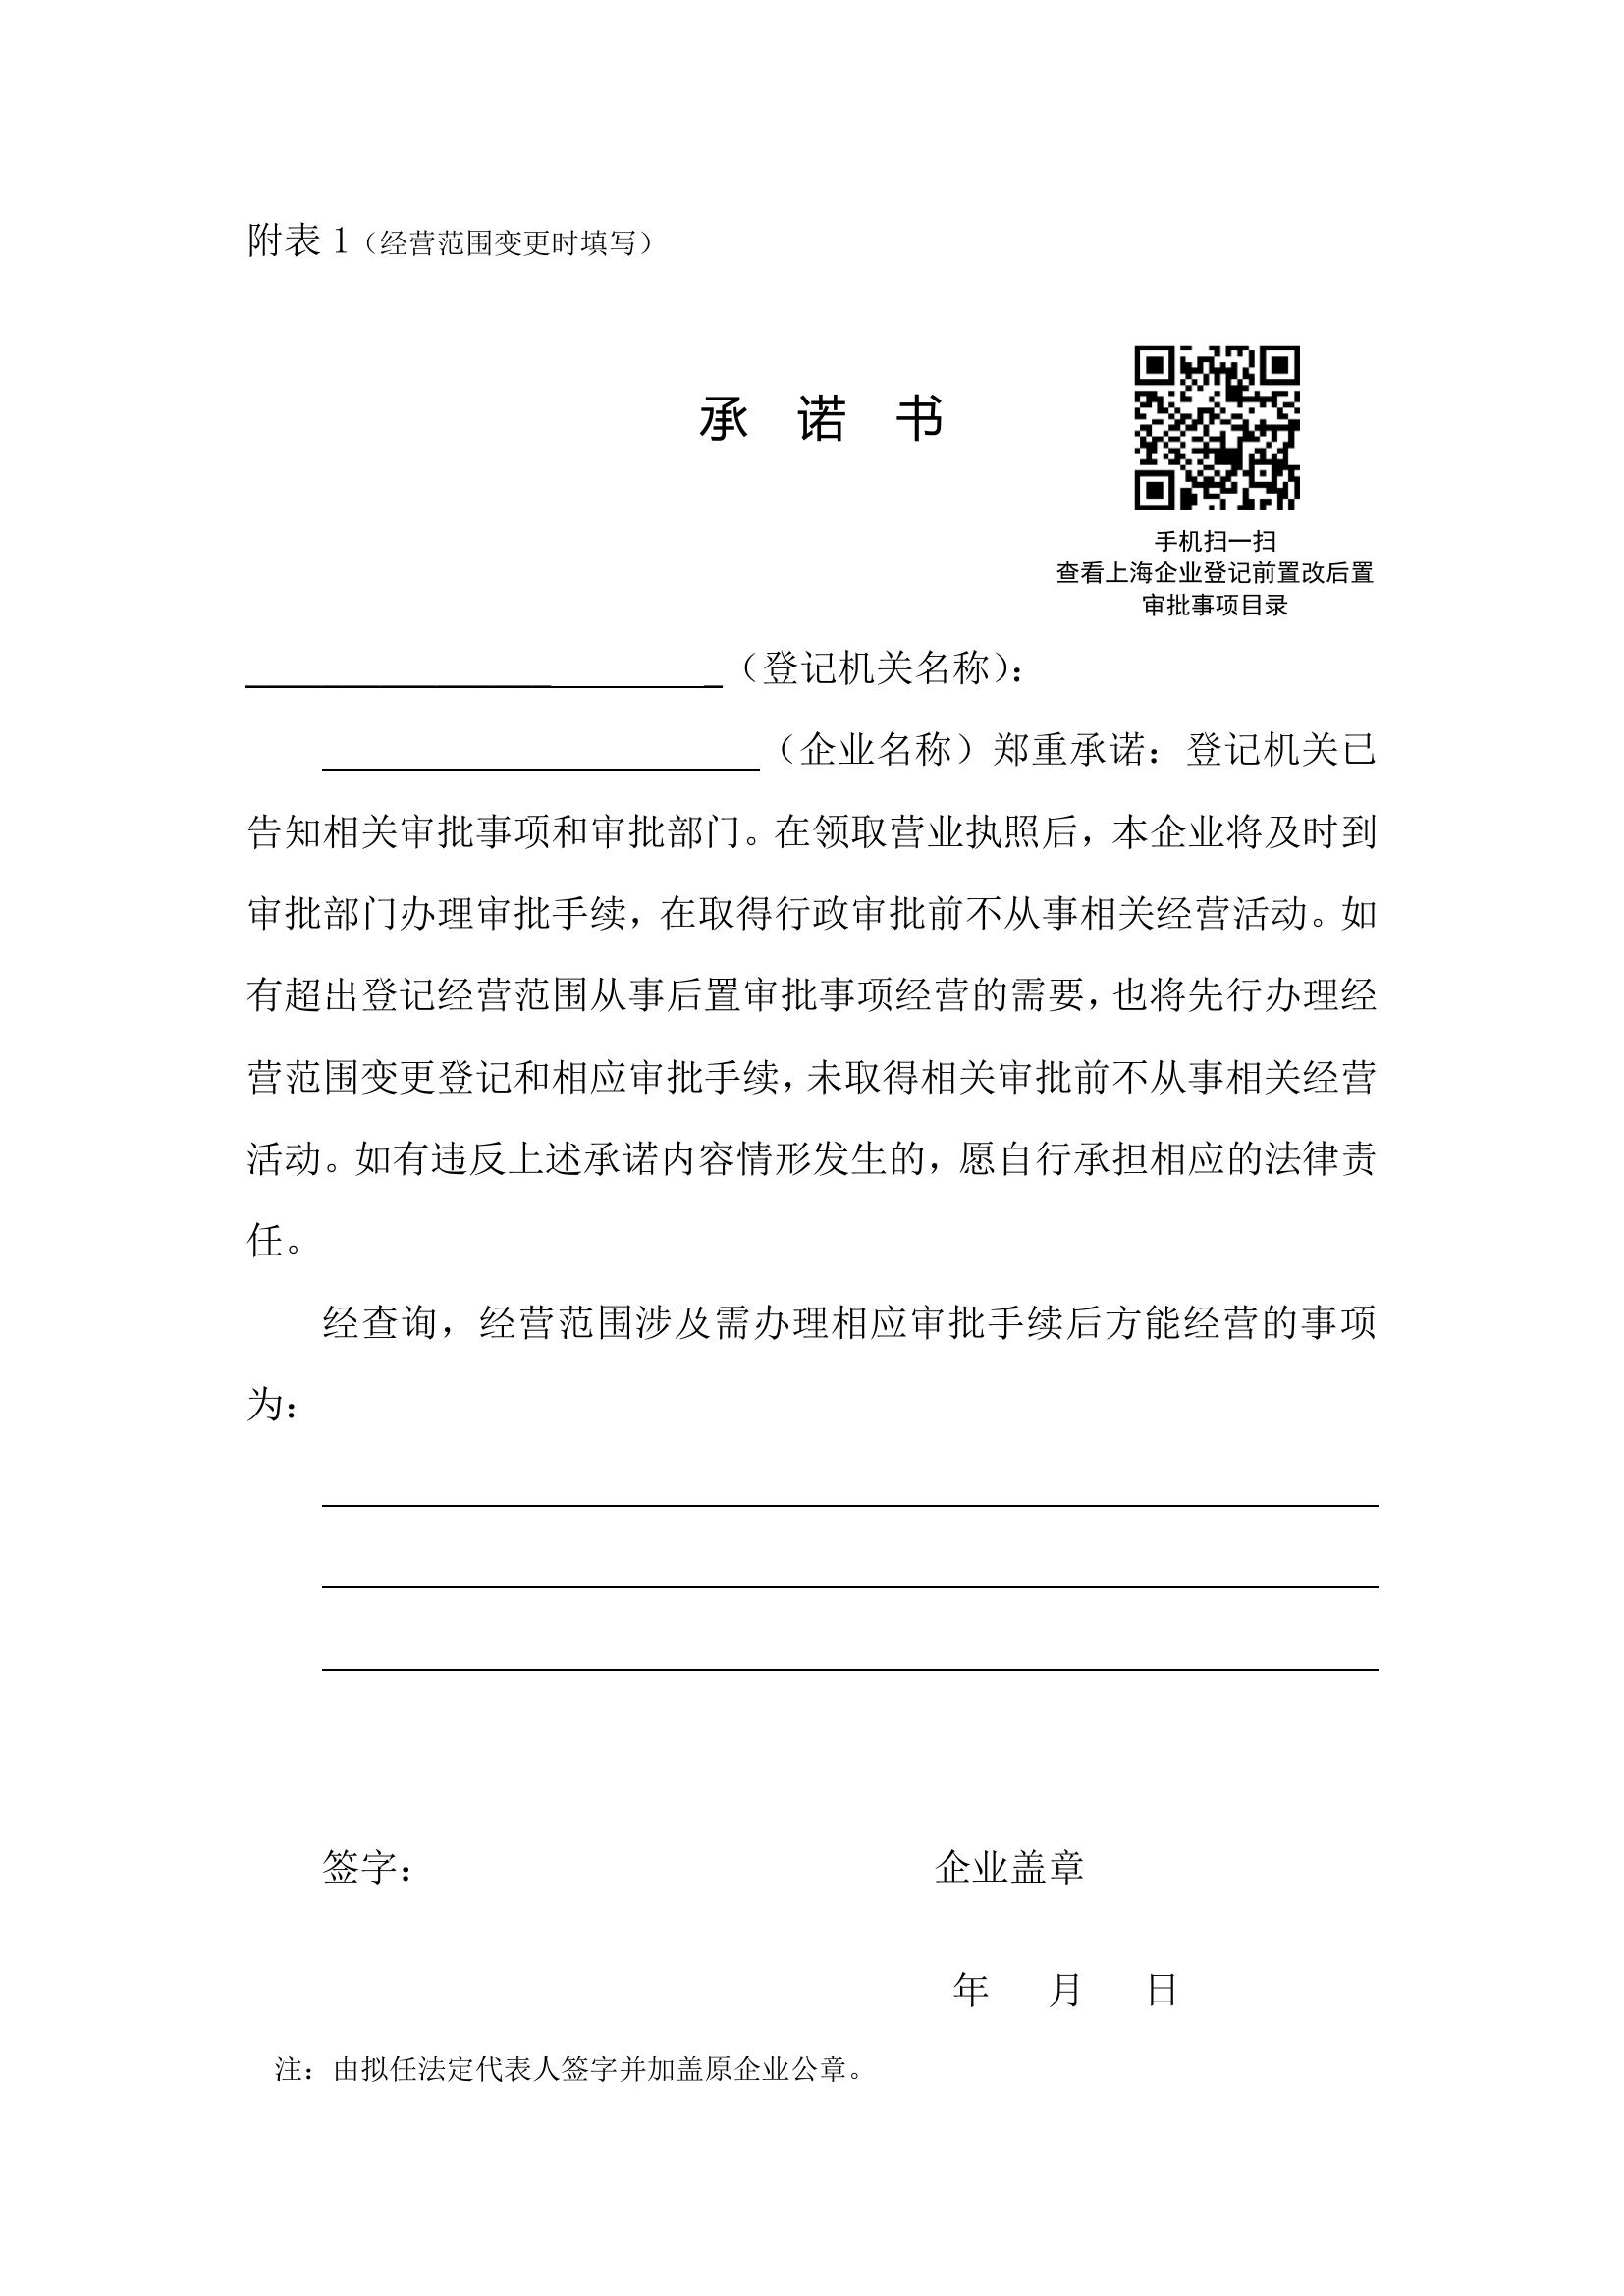 附表 1（经营范围变更时填写）
承 诺 书
手机扫一扫
查看上海企业登记前置改后置
审批事项目录
（登记机关名称）：
（企业名称）郑重承诺：登记机关已
告知相关审批事项和审批部门。在领取营业执照后，本企业将及时到
审批部门办理审批手续，在取得行政审批前不从事相关经营活动。如
有超出登记经营范围从事后置审批事项经营的需要，也将先行办理经
营范围变更登记和相应审批手续，未取得相关审批前不从事相关经营
活动。如有违反上述承诺内容情形发生的，愿自行承担相应的法律责
任。
经查询，经营范围涉及需办理相应审批手续后方能经营的事项
为：
签字： 企业盖章
年 月 日
注：由拟任法定代表人签字并加盖原企业公章。